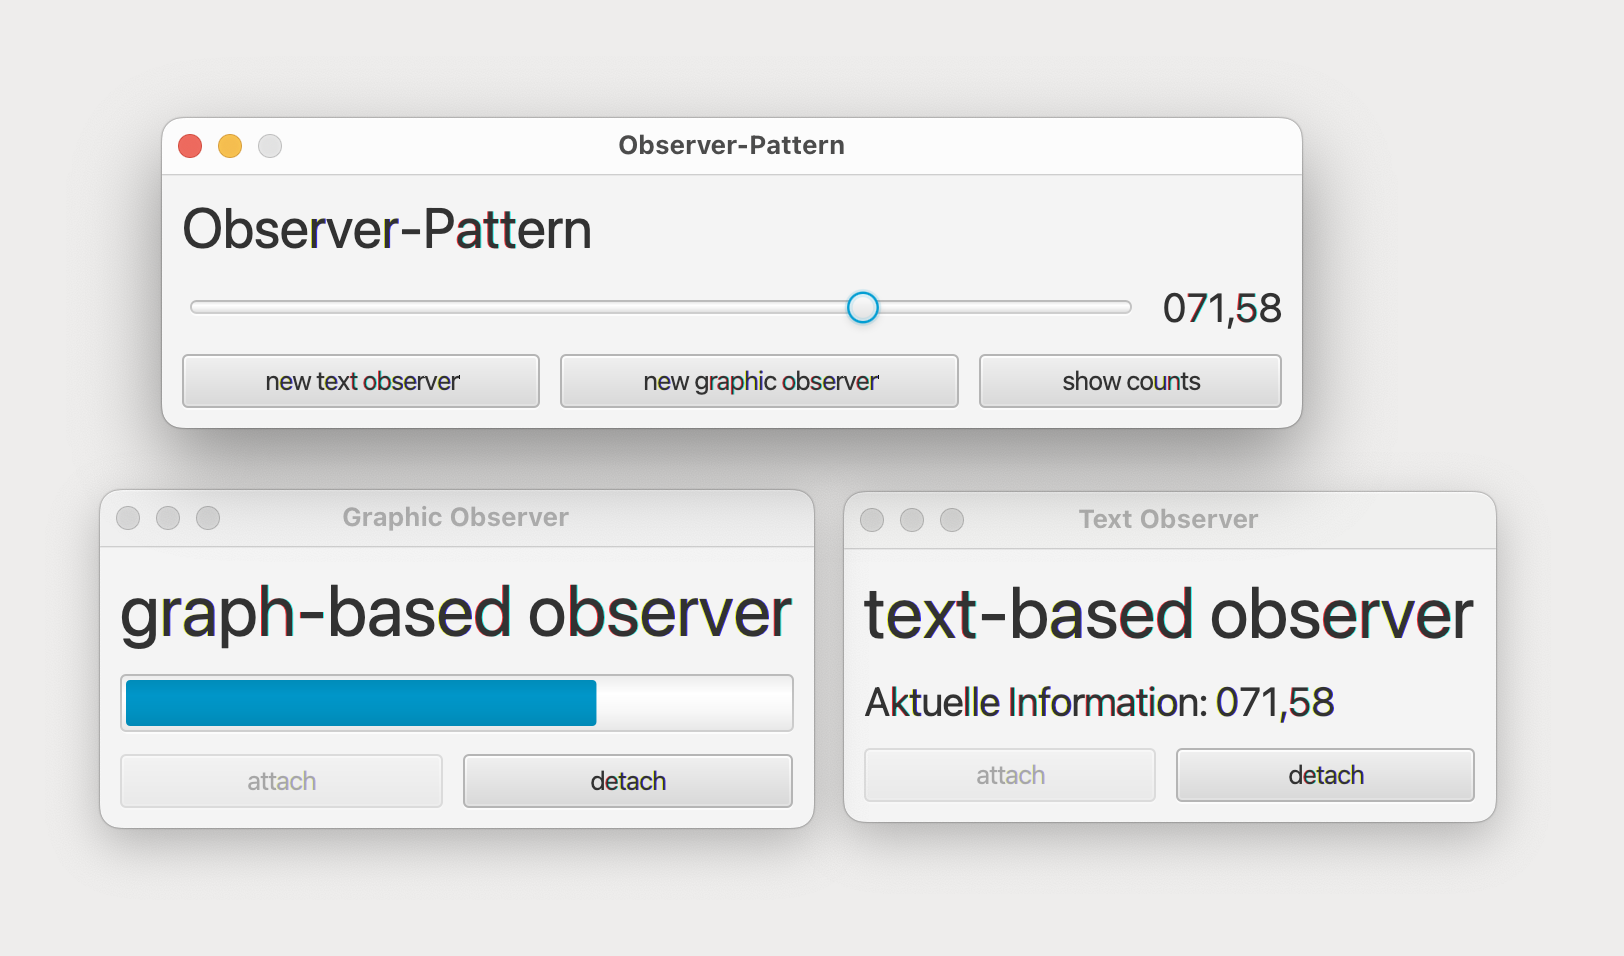 Observer-Pattern
Observer-Pattern
071,58
new text observer new graphic observer show counts
Graphic Observer
graph-based observer
attach detach
Text Observer
text-based observer
Aktuelle Information: 071,58
attach detach